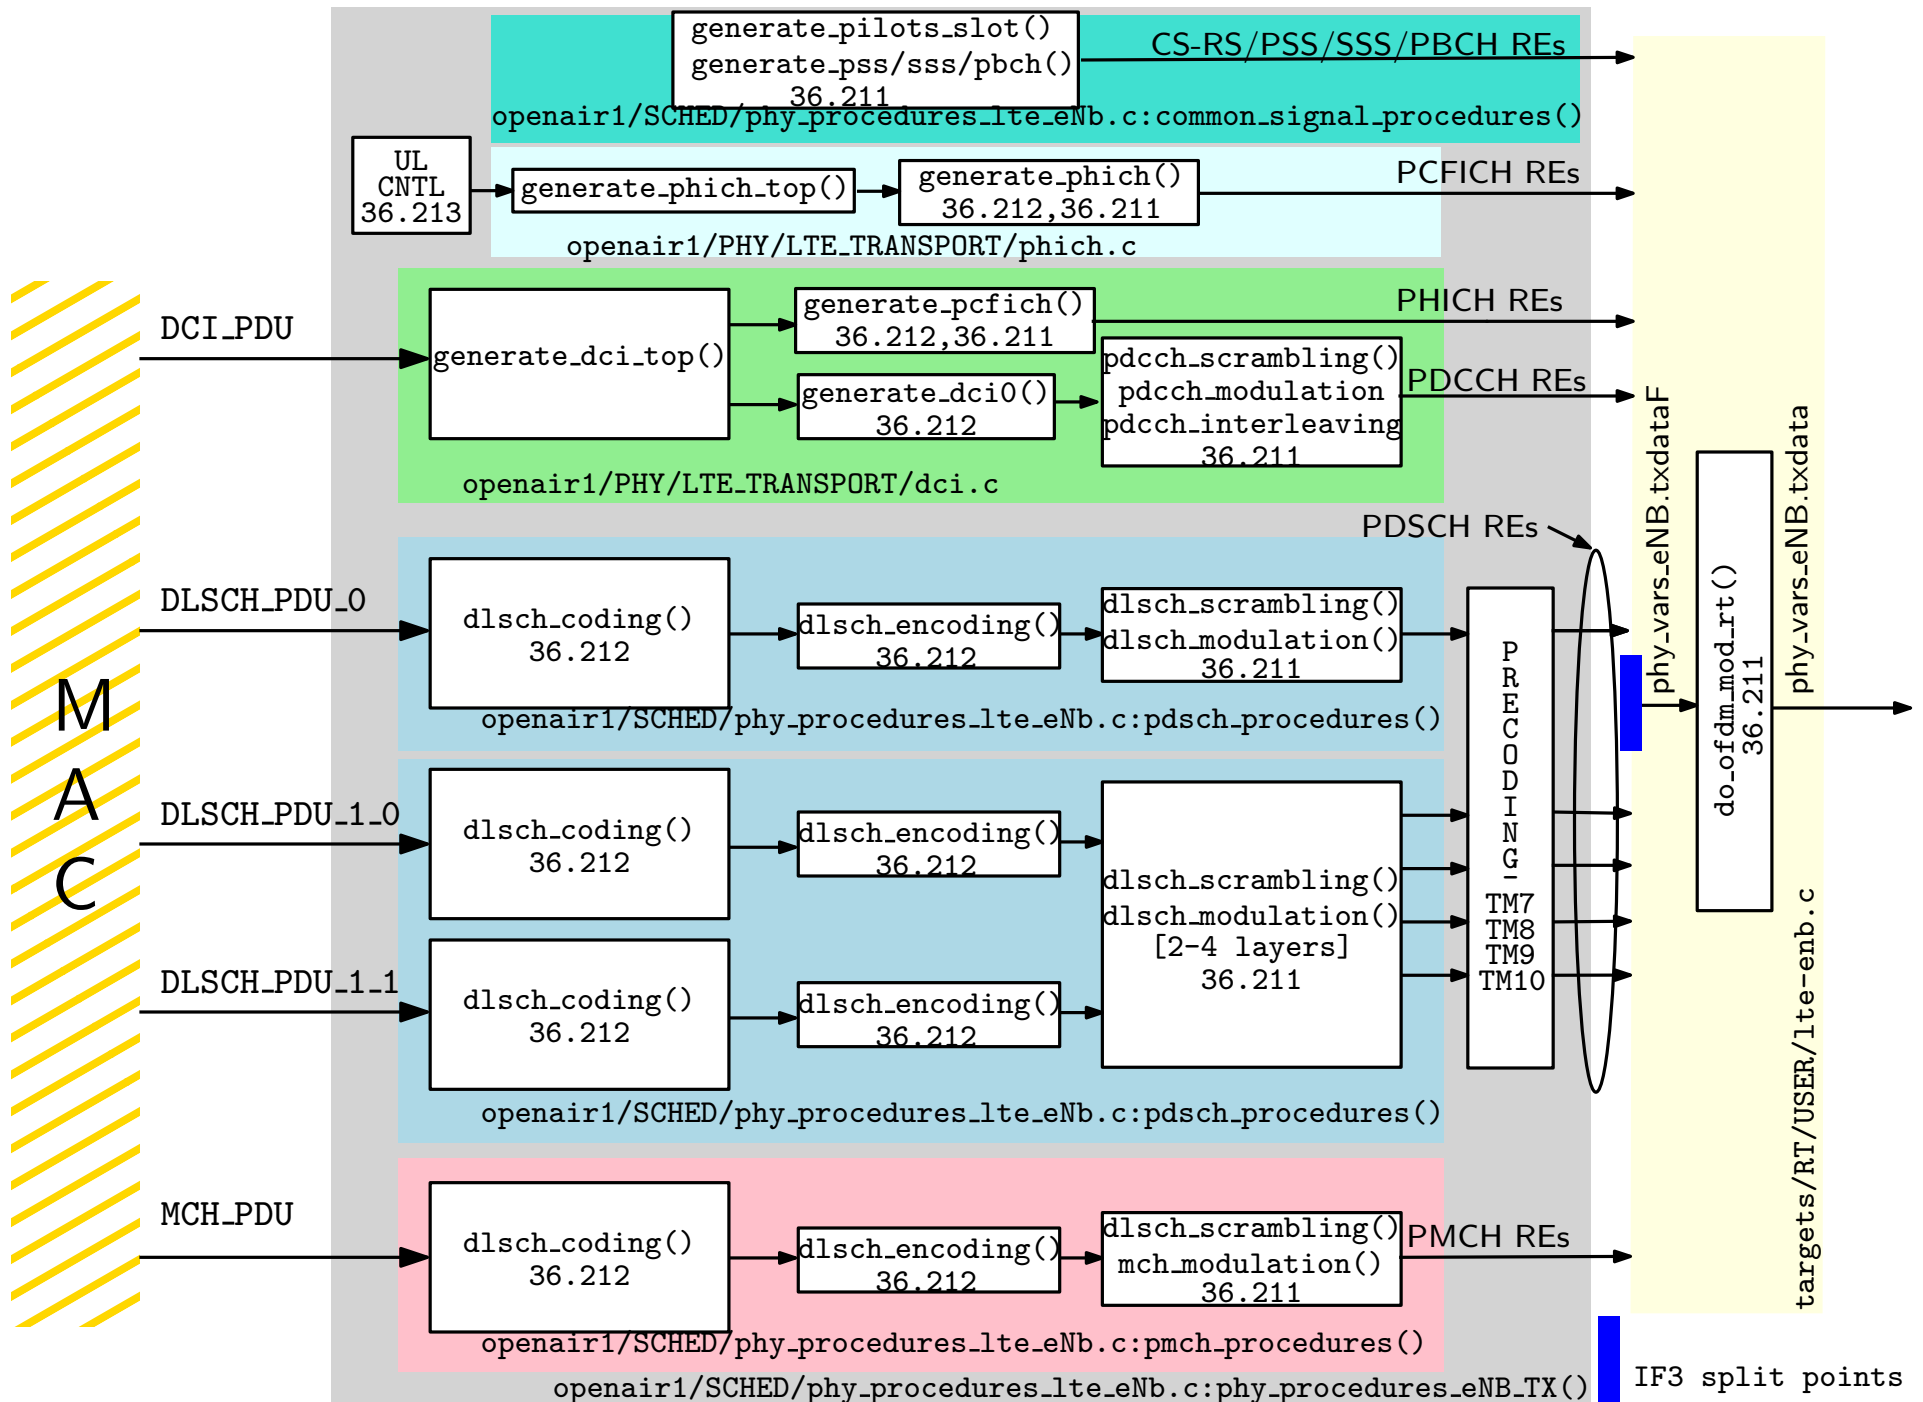 generate_pilots_slot()
generate_pss/sss/pbch()
36.211
CS-RS/PSS/SSS/PBCH REs
openair1/SCHED/phy_procedures_lte_eNb.c:common_signal_procedures()
UL
CNTL
36.213
generate_phich_top()
generate_phich()
36.212,36.211
PCFICH REs
openair1/PHY/LTE_TRANSPORT/phich.c
DCI_PDU
generate_dci_top()
generate_pcfich()
36.212,36.211
PHICH REs
generate_dci0()
36.212
pdcch_scrambling()
pdcch_modulation
pdcch_interleaving
36.211
PDCCH REs
openair1/PHY/LTE_TRANSPORT/dci.c
PDSCH REs
DLSCH_PDU_0
dlsch_coding()
36.212
dlsch_encoding()
36.212
dlsch_scrambling()
dlsch_modulation()
36.211
openair1/SCHED/phy_procedures_lte_eNb.c:pdsch_procedures()
M
A
C
DLSCH_PDU_1_0
dlsch_coding()
36.212
dlsch_encoding()
36.212
DLSCH_PDU_1_1
dlsch_coding()
36.212
dlsch_encoding()
36.212
dlsch_scrambling()
dlsch_modulation()
[2-4 layers]
36.211
openair1/SCHED/phy_procedures_lte_eNb.c:pdsch_procedures()
P
R
E
C
O
D
I
N
G
-
TM7
TM8
TM9
TM10
phy_vars_eNB.txdataF
do_ofdm_mod_rt()
36.211
phy_vars_eNB.txdata
targets/RT/USER/lte-enb.c
MCH_PDU
dlsch_coding()
36.212
dlsch_encoding()
36.212
dlsch_scrambling()
mch_modulation()
36.211
PMCH REs
openair1/SCHED/phy_procedures_lte_eNb.c:pmch_procedures()
openair1/SCHED/phy_procedures_lte_eNb.c:phy_procedures_eNB_TX()
IF3 split points